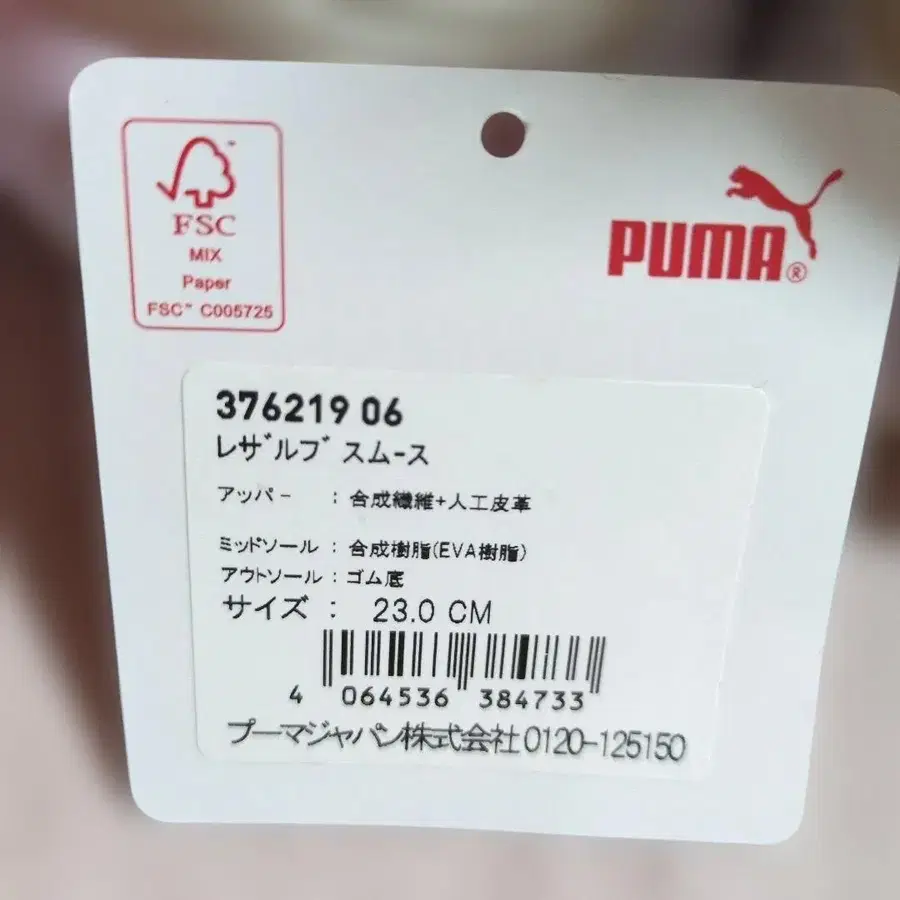 FSC
MIX
Paper
FSC™ C005725
PUMA®
376219 06
レザルブ スムース
アッパー : 合成繊維+人工皮革
ミッドソール : 合成樹脂(EVA樹脂)
アウトソール : ゴム底
サイズ : 23.0 CM
4 064536 384733
プーマジャパン株式会社 0120-125150